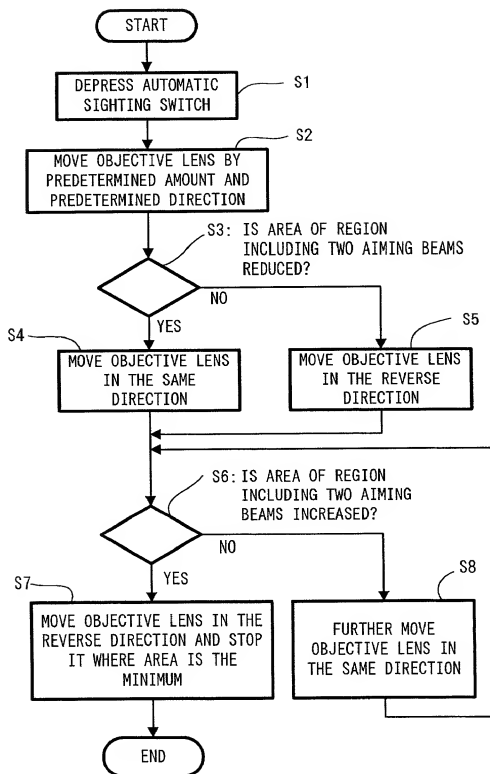 START
S1
DEPRESS AUTOMATIC
SIGHTING SWITCH
S2
MOVE OBJECTIVE LENS BY
PREDETERMINED AMOUNT AND
PREDETERMINED DIRECTION
S3: IS AREA OF REGION
INCLUDING TWO AIMING BEAMS
REDUCED?
NO
YES
S4
MOVE OBJECTIVE LENS
IN THE SAME
DIRECTION
S5
MOVE OBJECTIVE LENS
IN THE REVERSE
DIRECTION
S6: IS AREA OF REGION
INCLUDING TWO AIMING
BEAMS INCREASED?
NO
YES
S7
MOVE OBJECTIVE LENS IN THE
REVERSE DIRECTION AND STOP
IT WHERE AREA IS THE
MINIMUM
S8
FURTHER MOVE
OBJECTIVE LENS IN
THE SAME DIRECTION
END